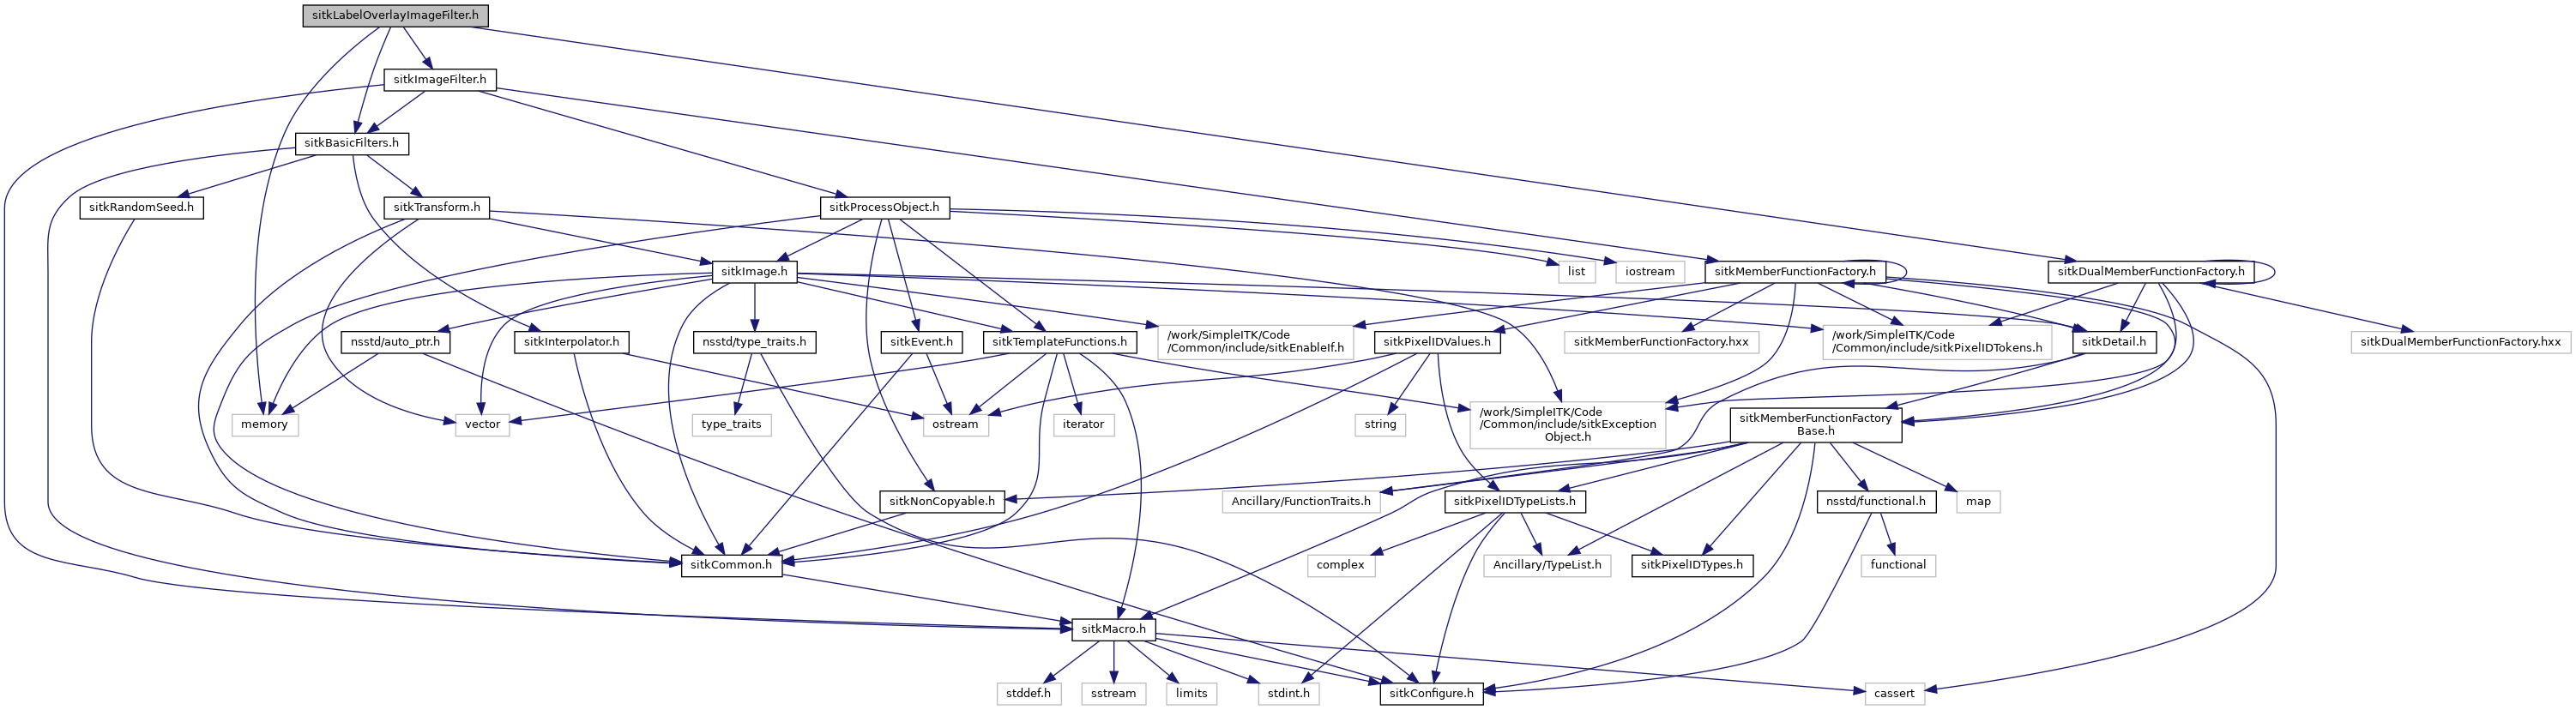 sitkLabelOverlayImageFilter.h
sitkImageFilter.h
sitkBasicFilters.h
sitkRandomSeed.h
sitkTransform.h
sitkProcessObject.h
sitkImage.h
list
iostream
sitkMemberFunctionFactory.h
sitkDualMemberFunctionFactory.h
nsstd/auto_ptr.h
sitkInterpolator.h
nsstd/type_traits.h
sitkEvent.h
sitkTemplateFunctions.h
/work/SimpleITK/Code
/Common/include/sitkEnableIf.h
sitkPixelIDValues.h
sitkMemberFunctionFactory.hxx
/work/SimpleITK/Code
/Common/include/sitkPixelIDTokens.h
sitkDetail.h
sitkDualMemberFunctionFactory.hxx
memory
vector
type_traits
ostream
iterator
string
/work/SimpleITK/Code
/Common/include/sitkException
Object.h
sitkMemberFunctionFactory
Base.h
sitkNonCopyable.h
Ancillary/FunctionTraits.h
sitkPixelIDTypeLists.h
nsstd/functional.h
map
sitkCommon.h
complex
Ancillary/TypeList.h
sitkPixelIDTypes.h
functional
sitkMacro.h
stddef.h
sstream
limits
stdint.h
sitkConfigure.h
cassert